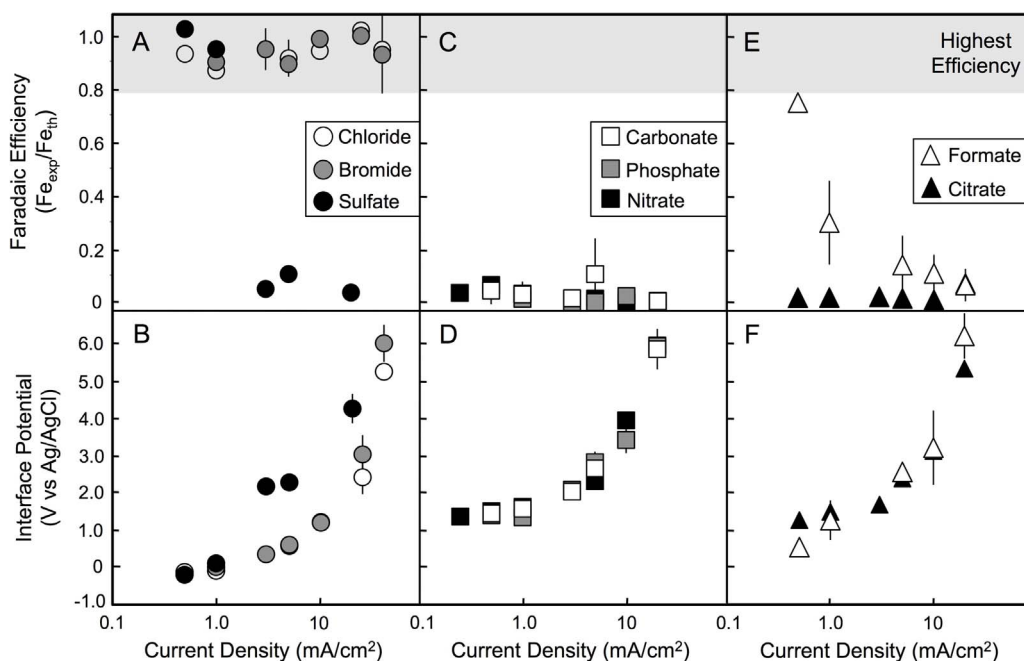 Faradaic Efficiency
(Fe_exp/Fe_th)
1.0
0.8
0.6
0.4
0.2
0
A
Chloride
Bromide
Sulfate
C
Carbonate
Phosphate
Nitrate
E
Highest
Efficiency
Formate
Citrate
Interface Potential
(V vs Ag/AgCl)
6.0
5.0
4.0
3.0
2.0
1.0
0
-1.0
B
D
F
0.1 1.0 10 0.1 1.0 10 0.1 1.0 10
Current Density (mA/cm²) Current Density (mA/cm²) Current Density (mA/cm²)